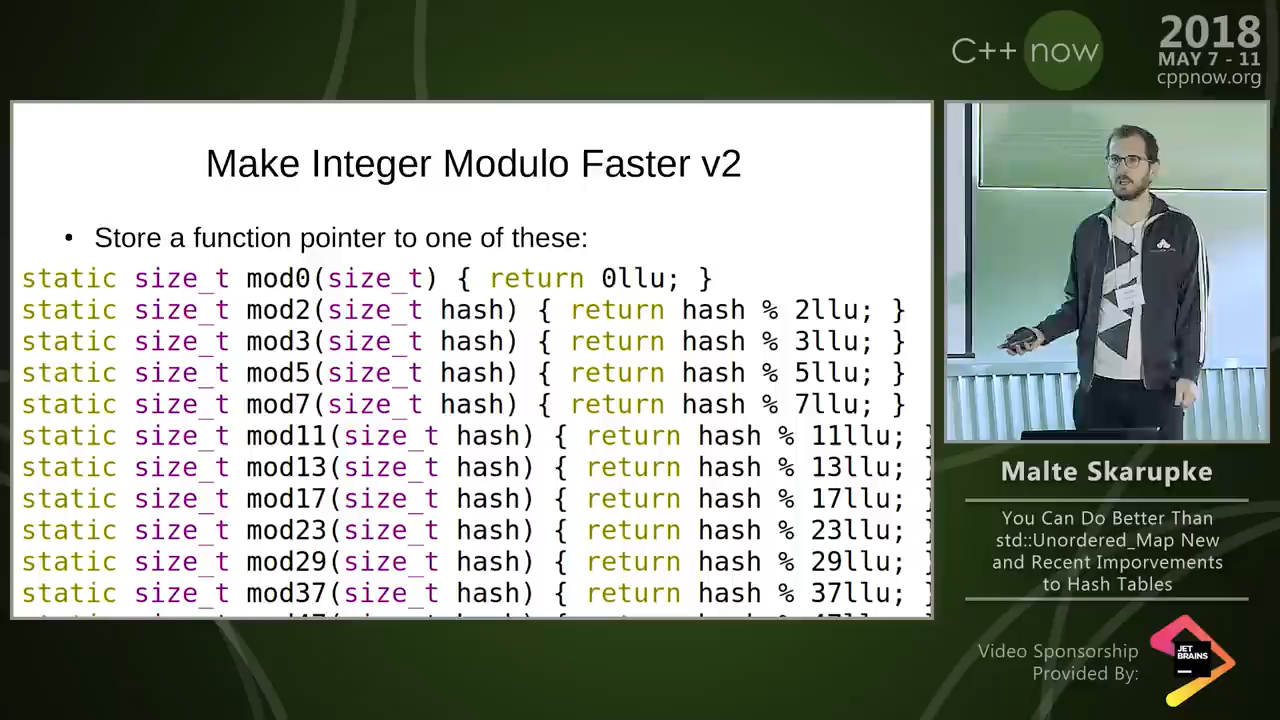 C++ now
2018
MAY 7 - 11
cppnow.org
Make Integer Modulo Faster v2
• Store a function pointer to one of these:
static size_t mod0(size_t) { return 0llu; }
static size_t mod2(size_t hash) { return hash % 2llu; }
static size_t mod3(size_t hash) { return hash % 3llu; }
static size_t mod5(size_t hash) { return hash % 5llu; }
static size_t mod7(size_t hash) { return hash % 7llu; }
static size_t mod11(size_t hash) { return hash % 11llu; }
static size_t mod13(size_t hash) { return hash % 13llu; }
static size_t mod17(size_t hash) { return hash % 17llu; }
static size_t mod23(size_t hash) { return hash % 23llu; }
static size_t mod29(size_t hash) { return hash % 29llu; }
static size_t mod37(size_t hash) { return hash % 37llu; }
Malte Skarupke
You Can Do Better Than
std::Unordered_Map New
and Recent Imporvements
to Hash Tables
Video Sponsorship
Provided By:
JET
BRAINS